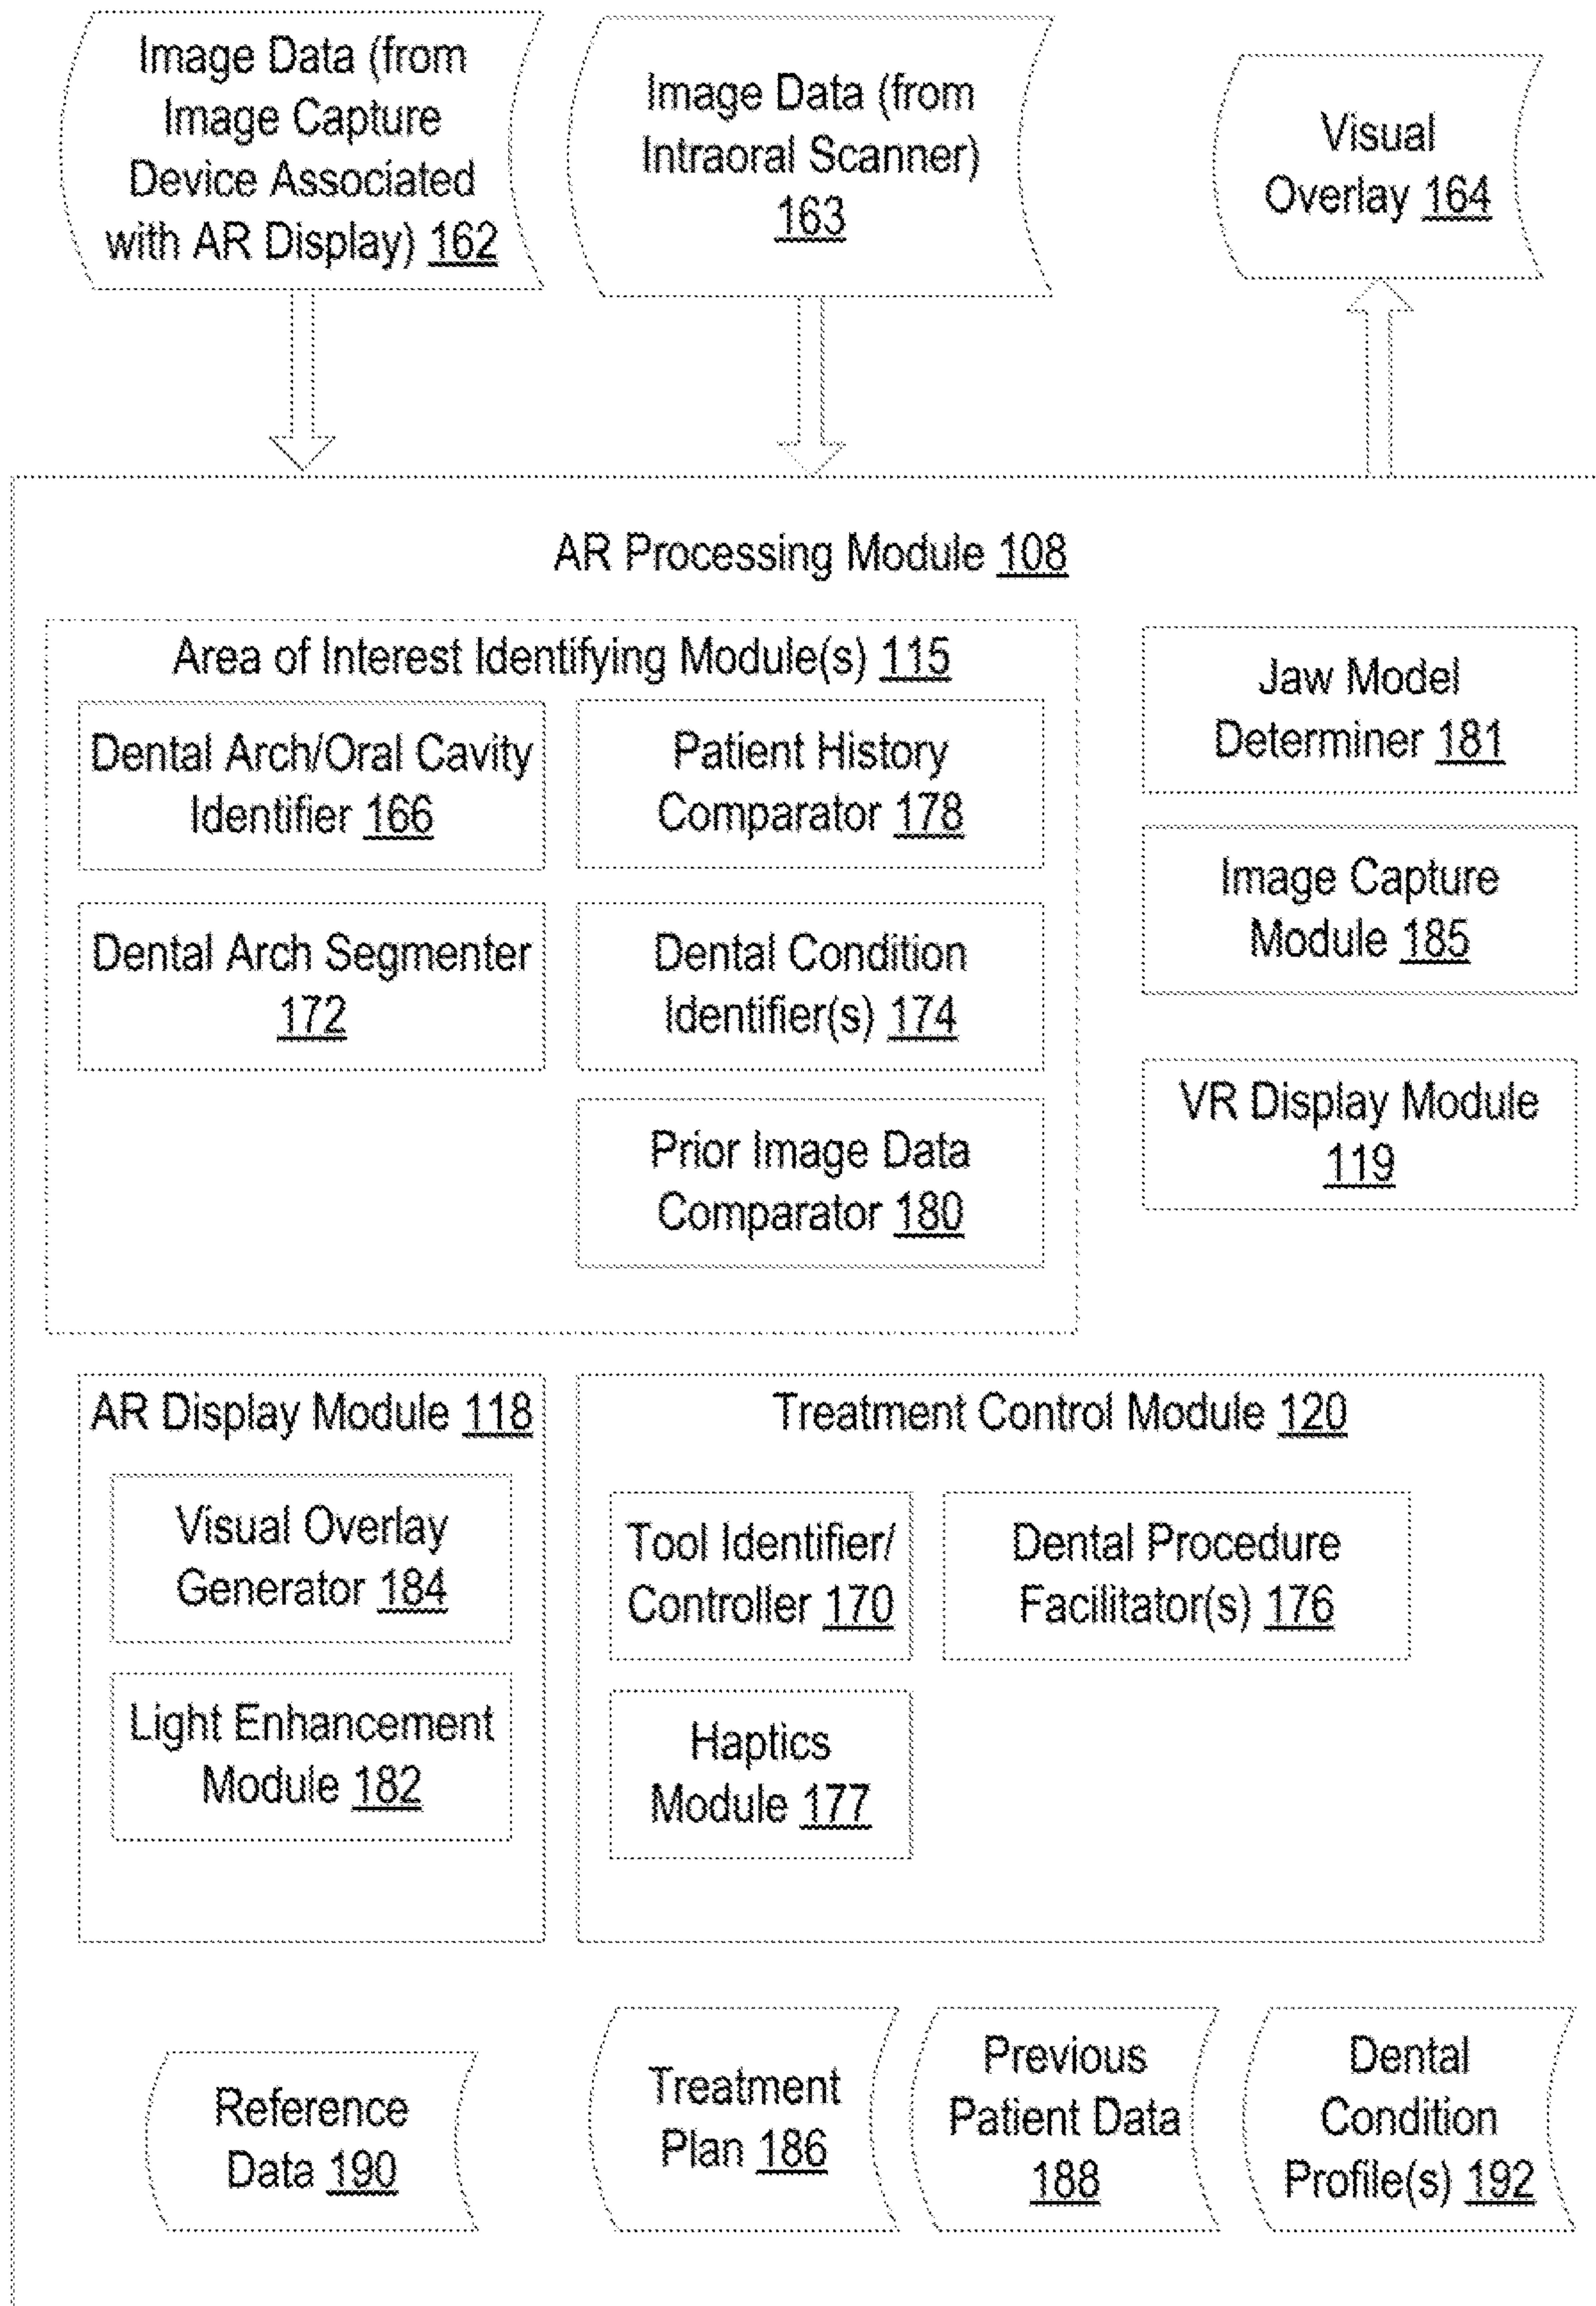 Image Data (from
Image Capture
Device Associated
with AR Display) 162
Image Data (from
Intraoral Scanner)
163
Visual
Overlay 164
AR Processing Module 108
Area of Interest Identifying Module(s) 115
Dental Arch/Oral Cavity
Identifier 166
Patient History
Comparator 178
Dental Arch Segmenter
172
Dental Condition
Identifier(s) 174
Prior Image Data
Comparator 180
Jaw Model
Determiner 181
Image Capture
Module 185
VR Display Module
119
AR Display Module 118
Visual Overlay
Generator 184
Light Enhancement
Module 182
Treatment Control Module 120
Tool Identifier/
Controller 170
Dental Procedure
Facilitator(s) 176
Haptics
Module 177
Reference
Data 190
Treatment
Plan 186
Previous
Patient Data
188
Dental
Condition
Profile(s) 192